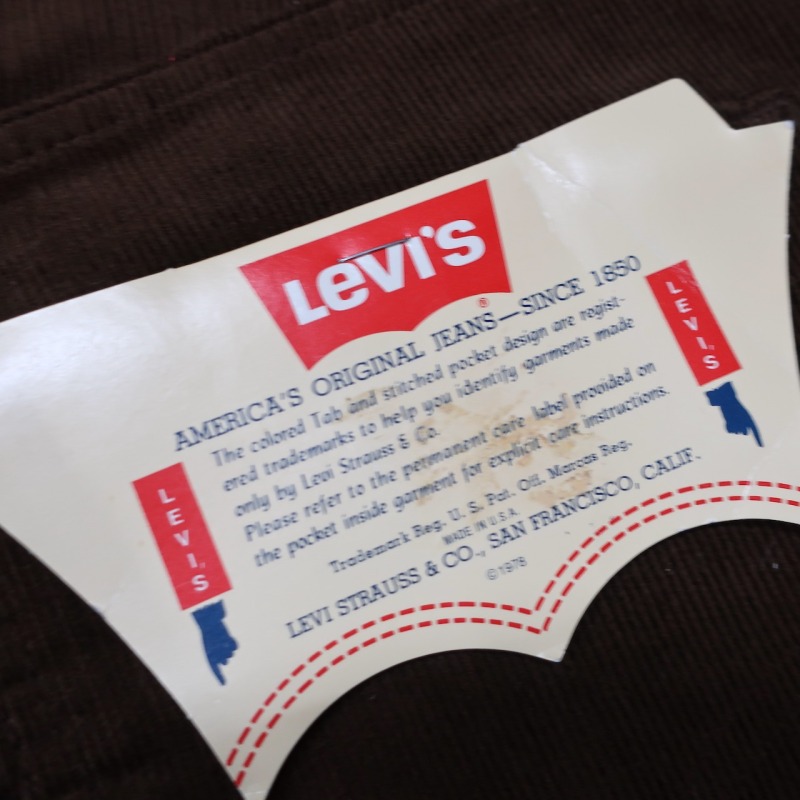 Levi's ®
AMERICA'S ORIGINAL JEANS—SINCE 1850
The colored Tab and stitched pocket design are regist-
ered trademarks to help you identify garments made
only by Levi Strauss & Co.
Please refer to the permanent care label provided on
the pocket inside garment for explicit care instructions.
Trademark Reg. U. S. Pat. Off. Marcas Reg.
MADE IN U.S.A.
LEVI STRAUSS & CO., SAN FRANCISCO, CALIF.
©1978
LEVI'S
LEVI'S